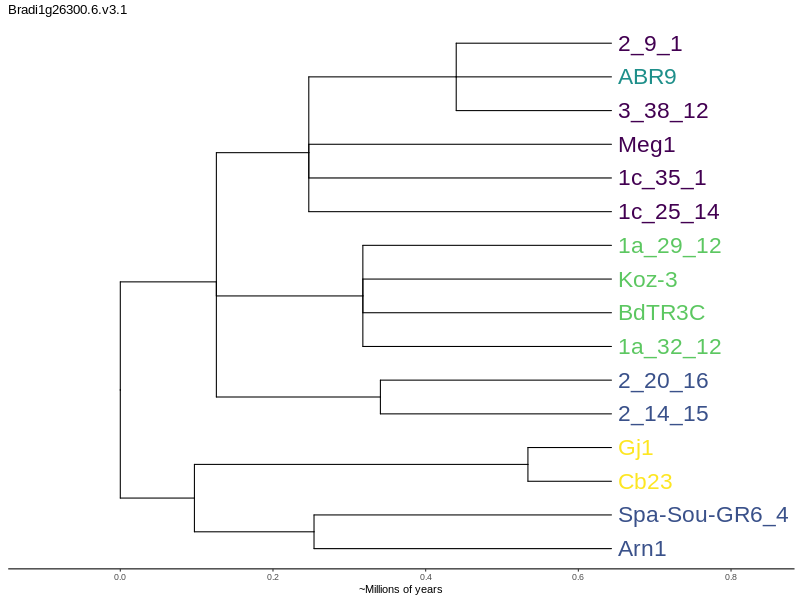 Bradi1g26300.6.v3.1
2_9_1
ABR9
3_38_12
Meg1
1c_35_1
1c_25_14
1a_29_12
Koz-3
BdTR3C
1a_32_12
2_20_16
2_14_15
Gj1
Cb23
Spa-Sou-GR6_4
Arn1
0.0 0.2 0.4 0.6 0.8
~Millions of years